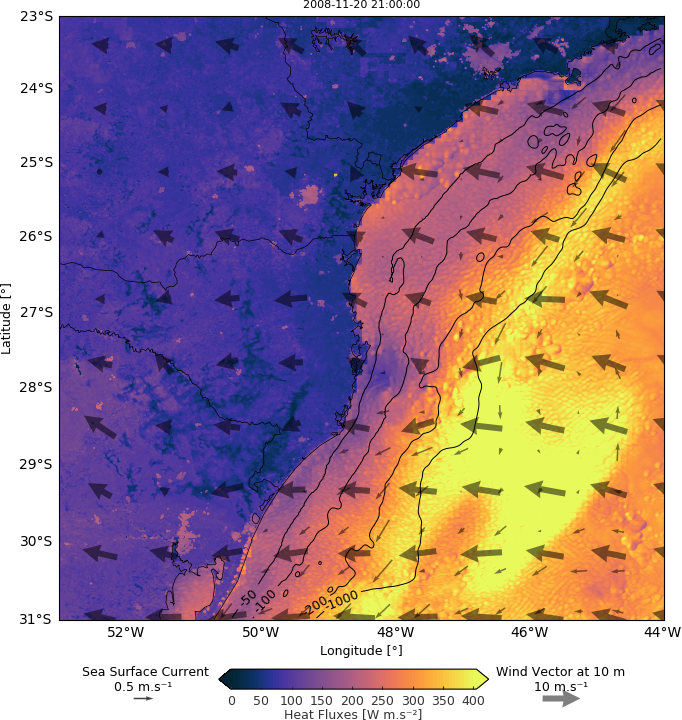 2008-11-20 21:00:00
23°S
24°S
25°S
26°S
27°S
28°S
29°S
30°S
31°S
Latitude [°]
-50
-100
-200
-1000
52°W 50°W 48°W 46°W 44°W
Longitude [°]
Sea Surface Current
0.5 m.s⁻¹
0 50 100 150 200 250 300 350 400
Heat Fluxes [W m.s⁻²]
Wind Vector at 10 m
10 m.s⁻¹